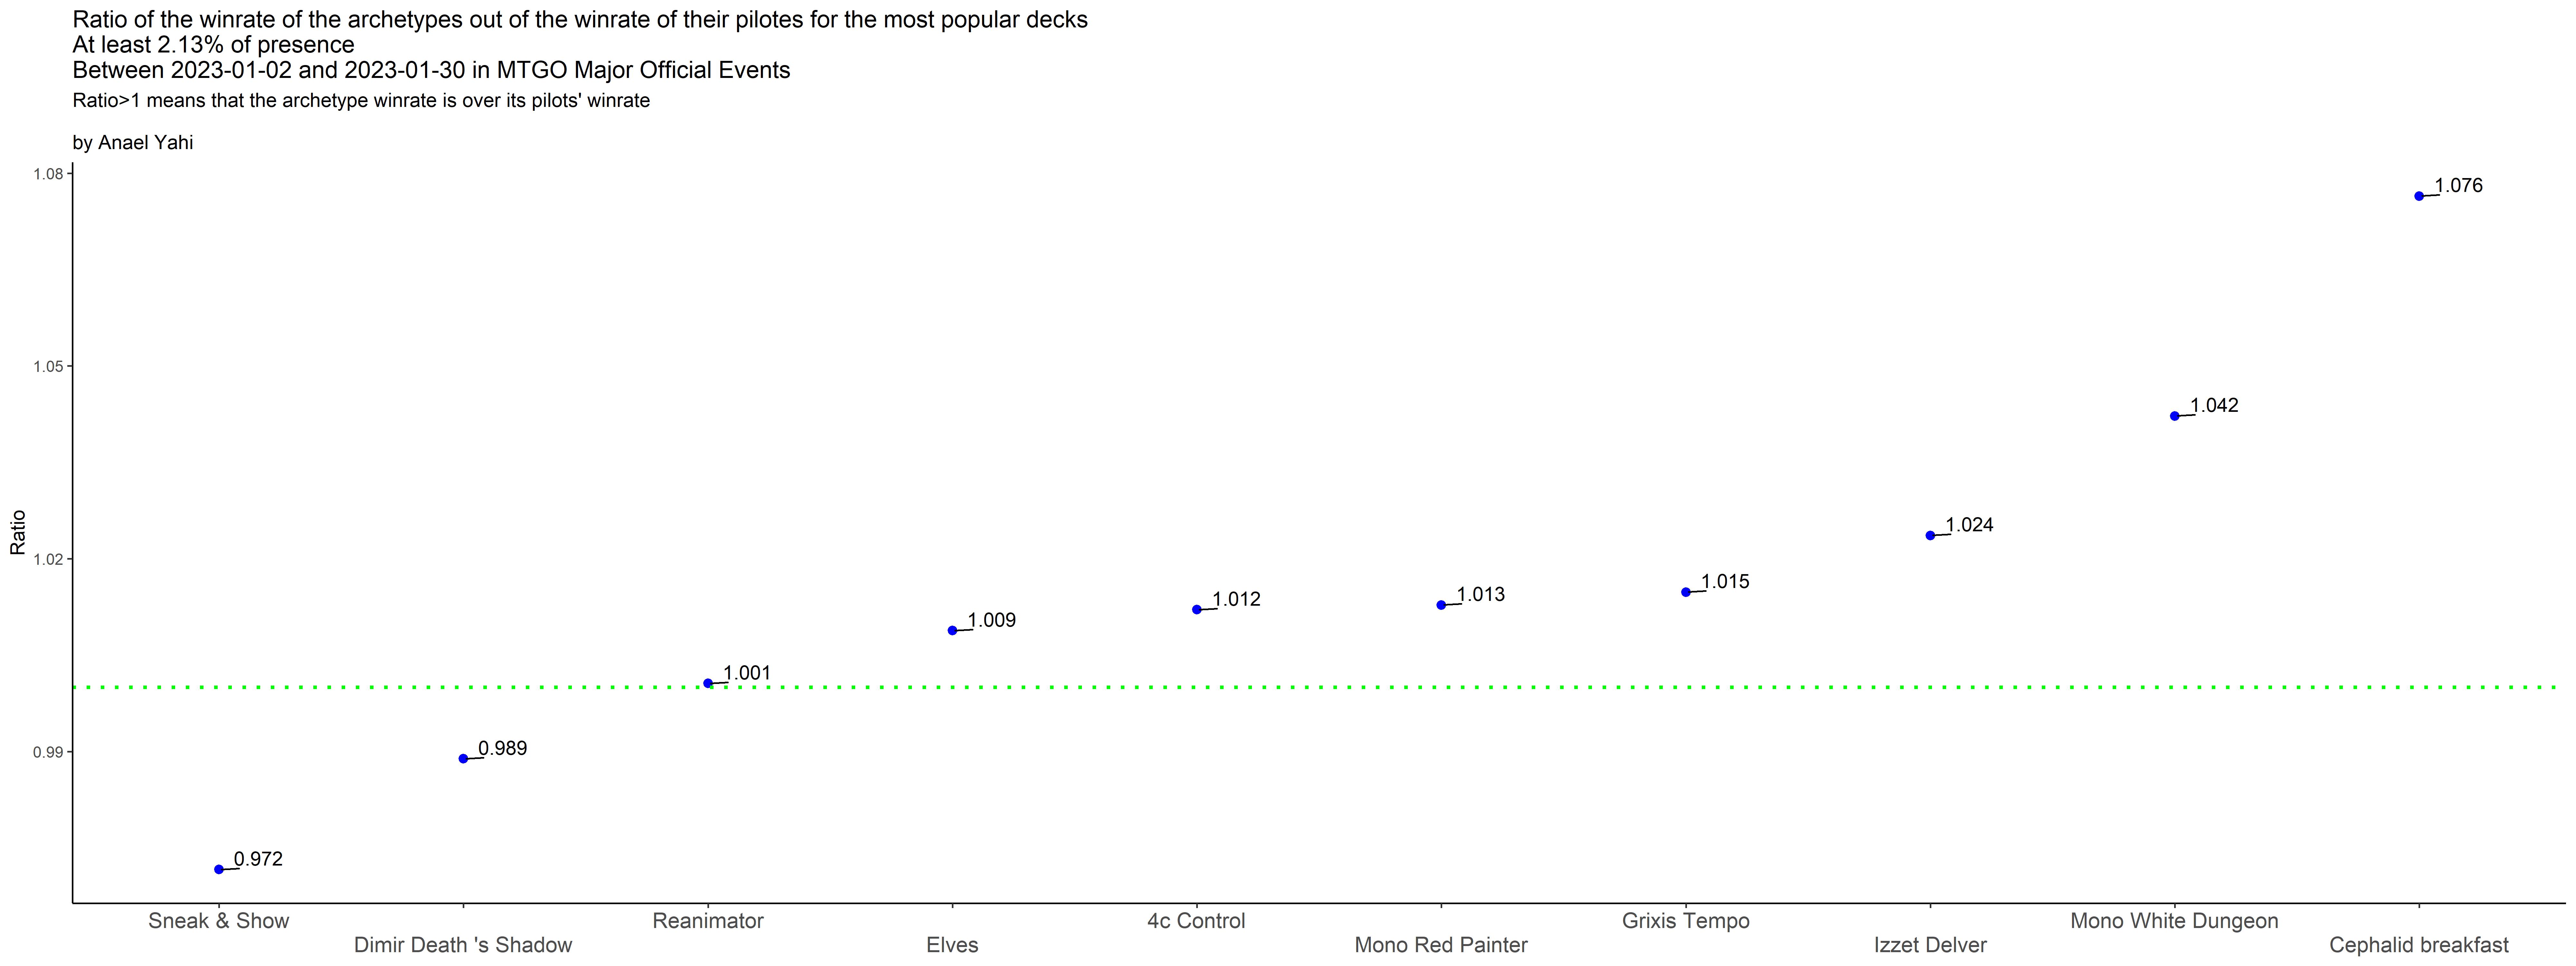 Ratio of the winrate of the archetypes out of the winrate of their pilotes for the most popular decks
At least 2.13% of presence
Between 2023-01-02 and 2023-01-30 in MTGO Major Official Events
Ratio>1 means that the archetype winrate is over its pilots' winrate
by Anael Yahi
1.08
1.05
1.02
0.99
Ratio
0.972
0.989
1.001
1.009
1.012
1.013
1.015
1.024
1.042
1.076
Sneak & Show
Dimir Death 's Shadow
Reanimator
Elves
4c Control
Mono Red Painter
Grixis Tempo
Izzet Delver
Mono White Dungeon
Cephalid breakfast